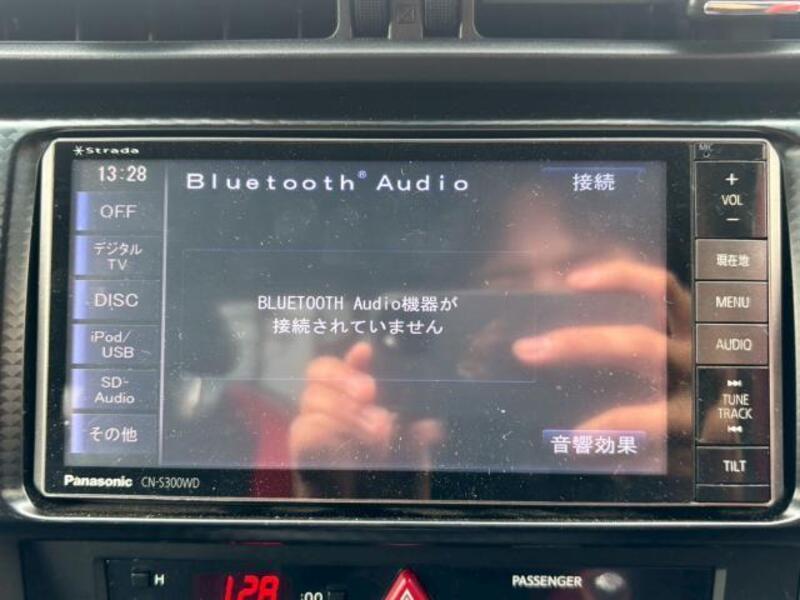 Strada
MIC
13:28
Bluetooth® Audio
接続
OFF
デジタル
TV
DISC
iPod/
USB
SD-
Audio
その他
BLUETOOTH Audio機器が
接続されていません
音響効果
+
VOL
−
現在地
MENU
AUDIO
TUNE
TRACK
TILT
Panasonic CN-S300WD
H
1:28
:00
PASSENGER